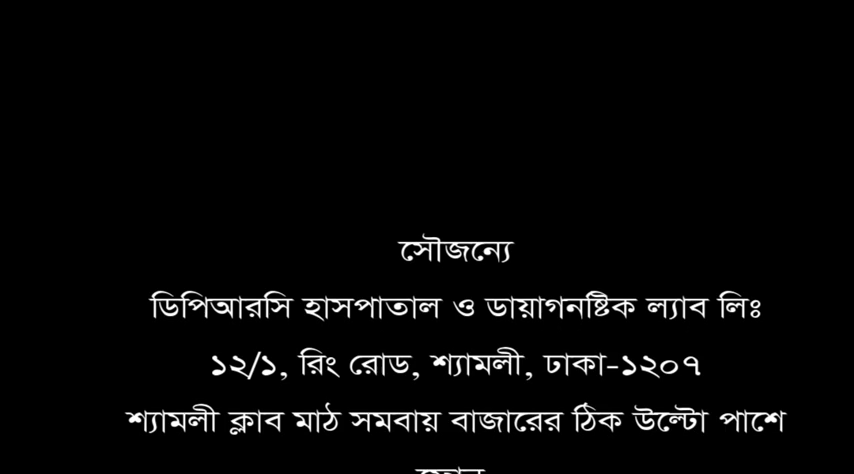 সৌজন্যে
ডিপিআরসি হাসপাতাল ও ডায়াগনষ্টিক ল্যাব লিঃ
১২/১, রিং রোড, শ্যামলী, ঢাকা-১২০৭
শ্যামলী ক্লাব মাঠ সমবায় বাজারের ঠিক উল্টো পাশে